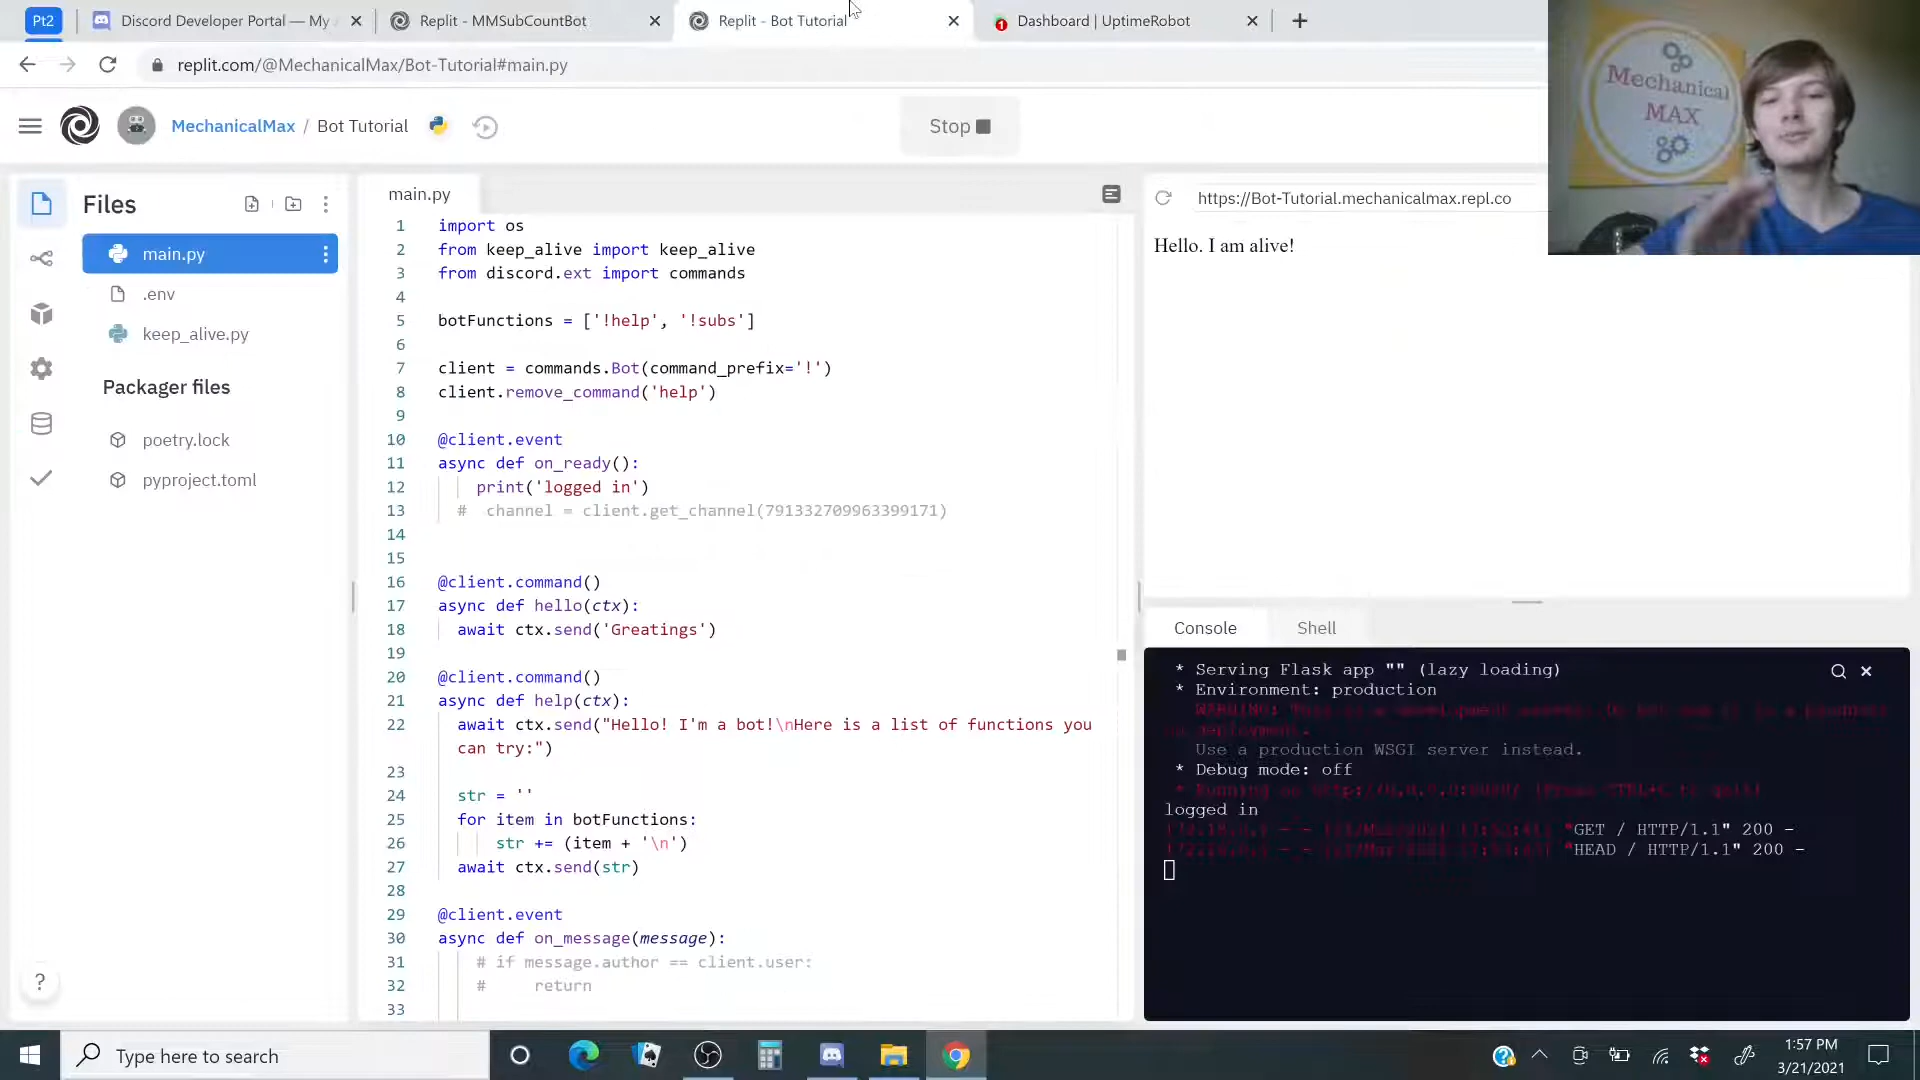 Pt2
Discord Developer Portal — My
Replit - MMSubCountBot
Replit - Bot Tutorial
1
Dashboard | UptimeRobot
replit.com/@MechanicalMax/Bot-Tutorial#main.py
MechanicalMax / Bot Tutorial
Stop
Mechanical
MAX
Files
main.py
.env
keep_alive.py
Packager files
poetry.lock
pyproject.toml
?
main.py
1 import os
2 from keep_alive import keep_alive
3 from discord.ext import commands
4
5 botFunctions = ['!help', '!subs']
6
7 client = commands.Bot(command_prefix='!')
8 client.remove_command('help')
9
10 @client.event
11 async def on_ready():
12 print('logged in')
13 # channel = client.get_channel(791332709963399171)
14
15
16 @client.command()
17 async def hello(ctx):
18 await ctx.send('Greatings')
19
20 @client.command()
21 async def help(ctx):
22 await ctx.send("Hello! I'm a bot!\nHere is a list of functions you
can try:")
23
24 str = ''
25 for item in botFunctions:
26 str += (item + '\n')
27 await ctx.send(str)
28
29 @client.event
30 async def on_message(message):
31 # if message.author == client.user:
32 # return
33
https://Bot-Tutorial.mechanicalmax.repl.co
Hello. I am alive!
Console
Shell
* Serving Flask app "" (lazy loading)
* Environment: production
Use a production WSGI server instead.
* Debug mode: off
logged in
"GET / HTTP/1.1" 200 -
"HEAD / HTTP/1.1" 200 -
Type here to search
1:57 PM
3/21/2021